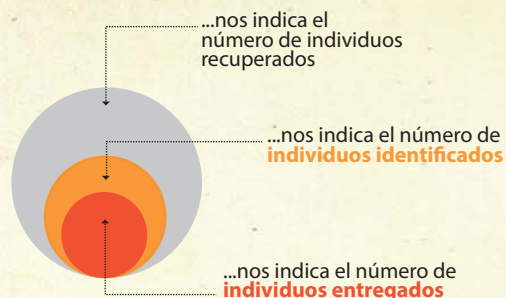 ...nos indica el
número de individuos
recuperados
...nos indica el número de
individuos identificados
...nos indica el número de
individuos entregados